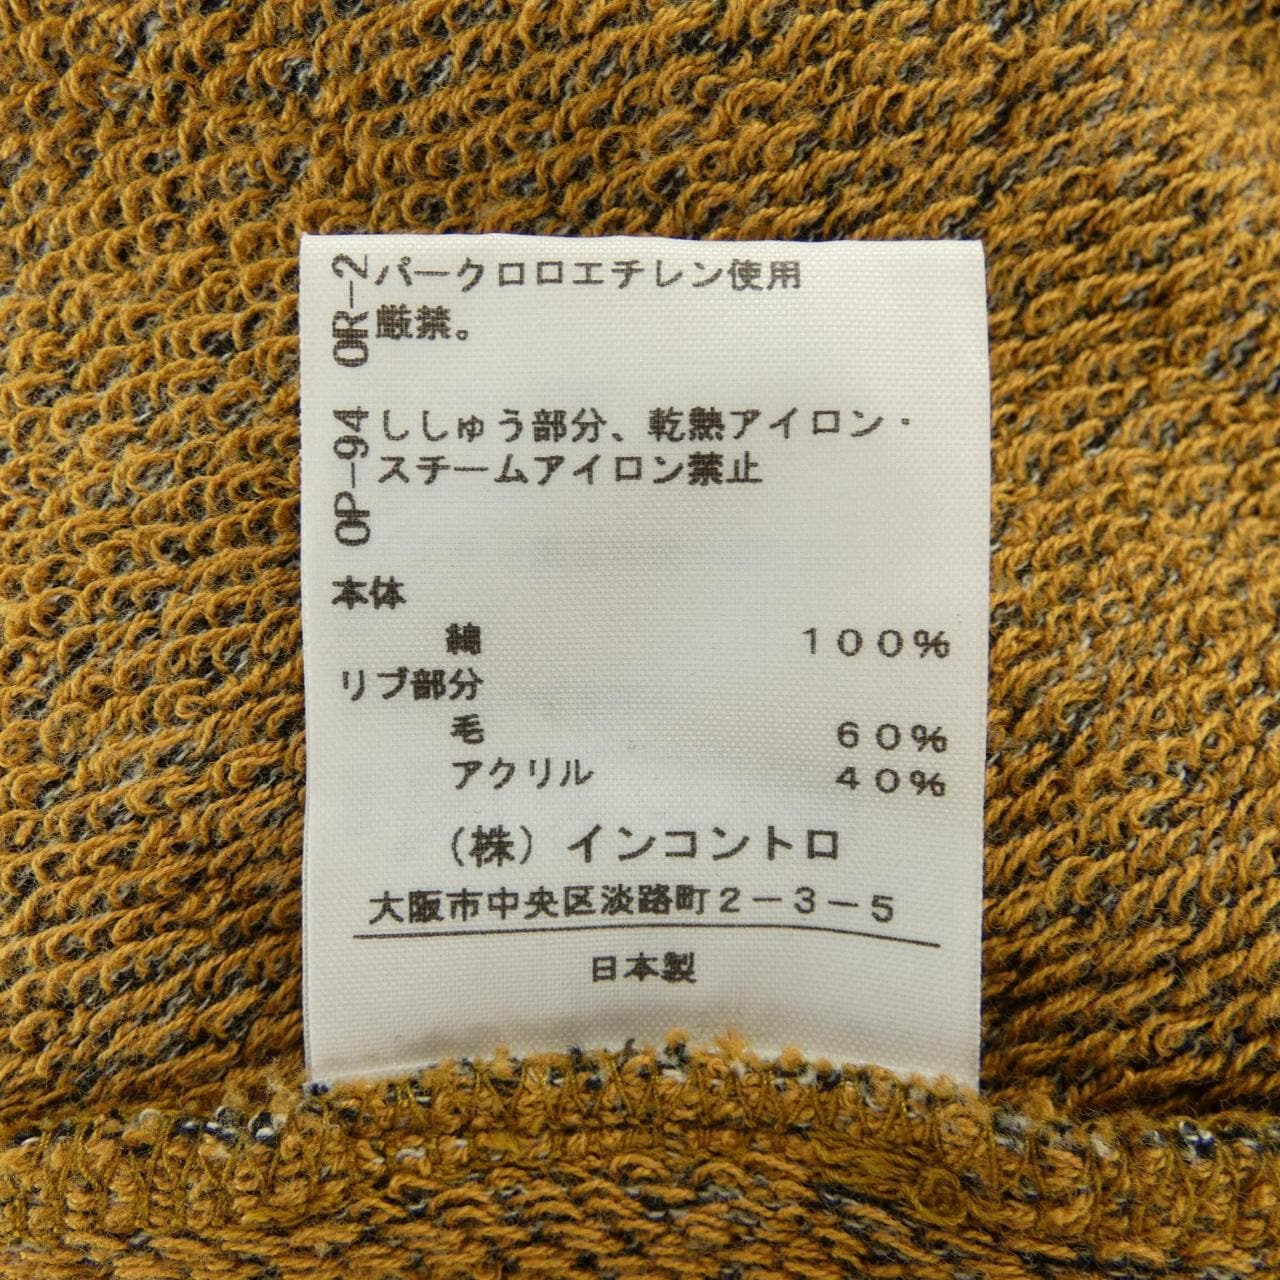 OR-2
パークロロエチレン使用
厳禁。
OP-94
ししゅう部分、乾熱アイロン・
スチームアイロン禁止
本体
綿 100%
リブ部分
毛 60%
アクリル 40%
(株)インコントロ
大阪市中央区淡路町2-3-5
日本製